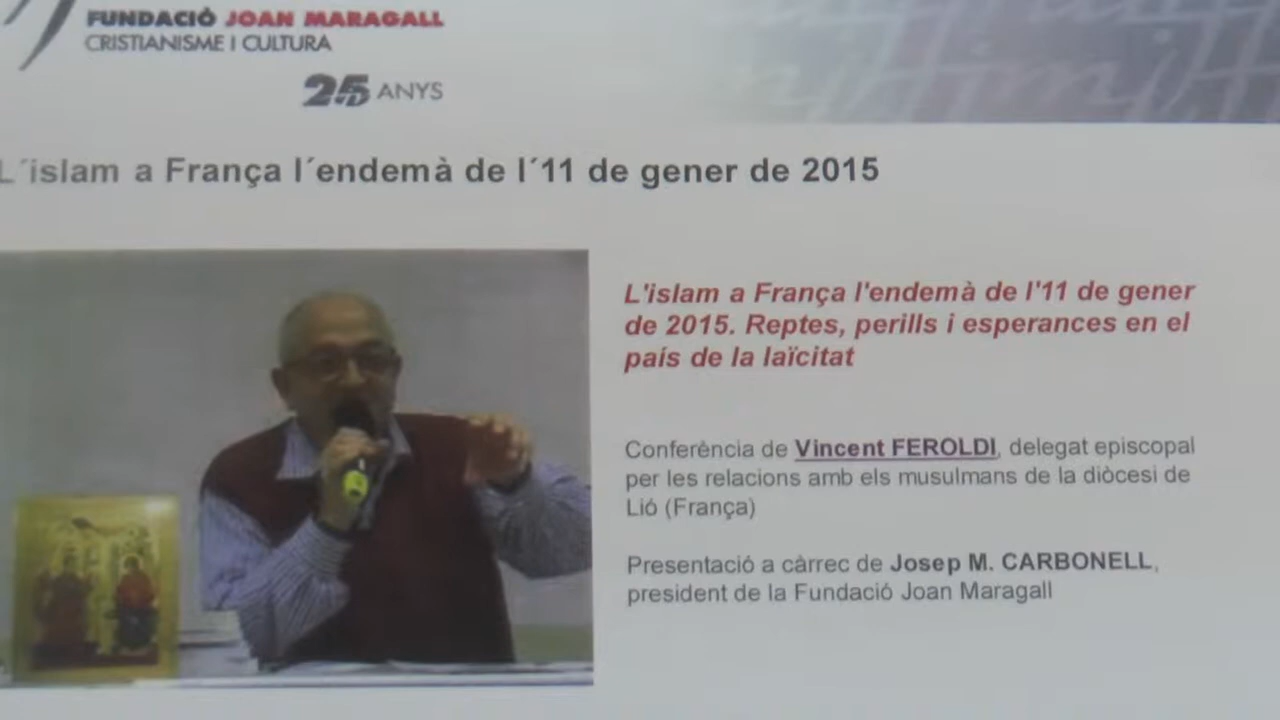 FUNDACIÓ JOAN MARAGALL
CRISTIANISME I CULTURA
25 ANYS
L´islam a França l´endemà de l´11 de gener de 2015
L'islam a França l'endemà de l'11 de gener
de 2015. Reptes, perills i esperances en el
país de la laïcitat
Conferència de Vincent FEROLDI, delegat episcopal
per les relacions amb els musulmans de la diòcesi de
Lió (França)
Presentació a càrrec de Josep M. CARBONELL,
president de la Fundació Joan Maragall